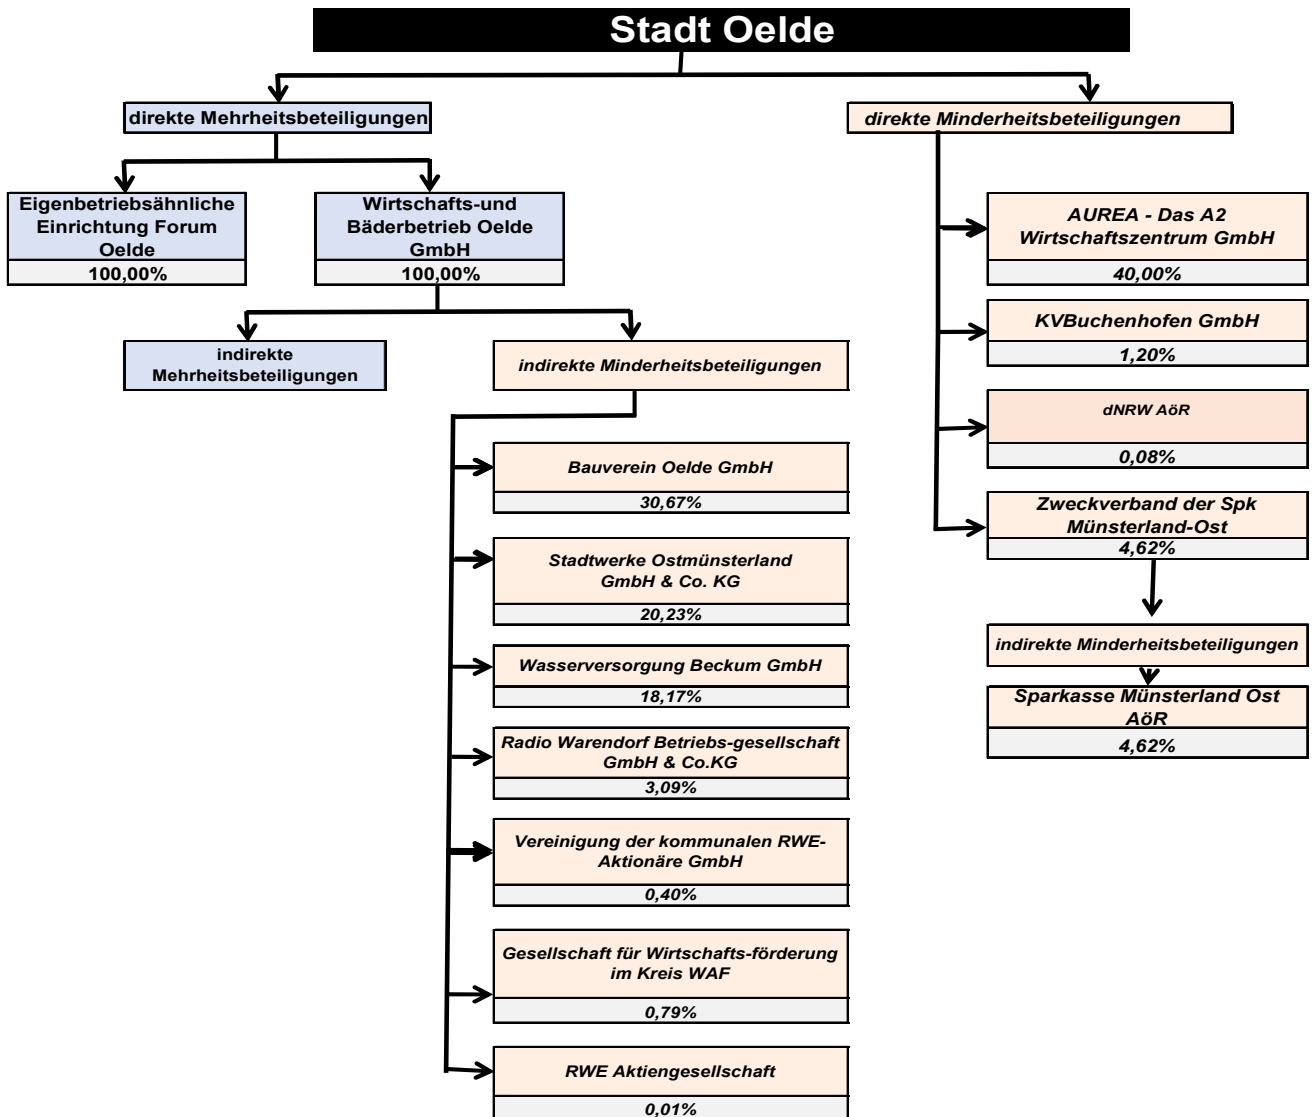 Stadt Oelde
direkte Mehrheitsbeteiligungen
direkte Minderheitsbeteiligungen
Eigenbetriebsähnliche
Einrichtung Forum
Oelde
100,00%
Wirtschafts-und
Bäderbetrieb Oelde
GmbH
100,00%
indirekte
Mehrheitsbeteiligungen
indirekte Minderheitsbeteiligungen
Bauverein Oelde GmbH
30,67%
Stadtwerke Ostmünsterland
GmbH & Co. KG
20,23%
Wasserversorgung Beckum GmbH
18,17%
Radio Warendorf Betriebs-gesellschaft
GmbH & Co.KG
3,09%
Vereinigung der kommunalen RWE-
Aktionäre GmbH
0,40%
Gesellschaft für Wirtschafts-förderung
im Kreis WAF
0,79%
RWE Aktiengesellschaft
0,01%
AUREA - Das A2
Wirtschaftszentrum GmbH
40,00%
KVBuchenhofen GmbH
1,20%
dNRW AöR
0,08%
Zweckverband der Spk
Münsterland-Ost
4,62%
indirekte Minderheitsbeteiligungen
Sparkasse Münsterland Ost
AöR
4,62%